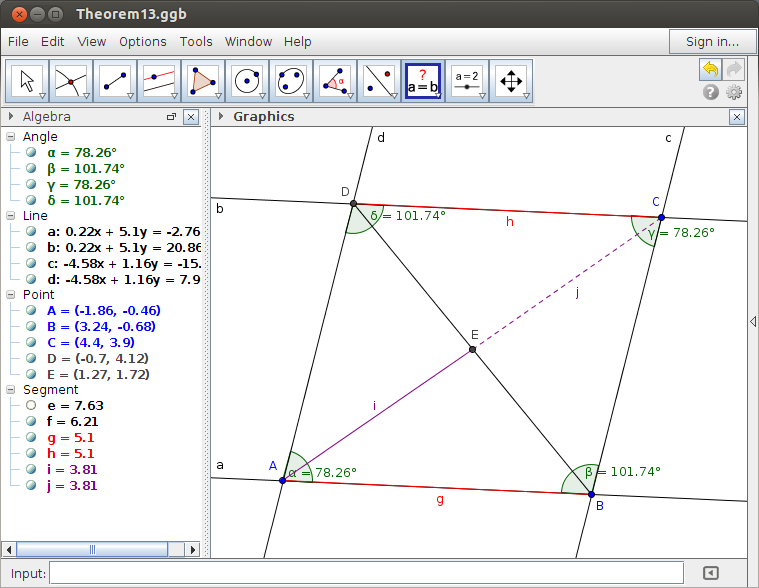 Theorem13.ggb
File Edit View Options Tools Window Help Sign in...
α ? a=b a=2
Algebra
Graphics
Angle
α = 78.26°
β = 101.74°
γ = 78.26°
δ = 101.74°
Line
a: 0.22x + 5.1y = -2.76
b: 0.22x + 5.1y = 20.86
c: -4.58x + 1.16y = -15.
d: -4.58x + 1.16y = 7.9
Point
A = (-1.86, -0.46)
B = (3.24, -0.68)
C = (4.4, 3.9)
D = (-0.7, 4.12)
E = (1.27, 1.72)
Segment
e = 7.63
f = 6.21
g = 5.1
h = 5.1
i = 3.81
j = 3.81
d
c
D
C
b
δ = 101.74°
h
γ = 78.26°
j
E
i
a
A
α = 78.26°
β = 101.74°
g
B
Input: